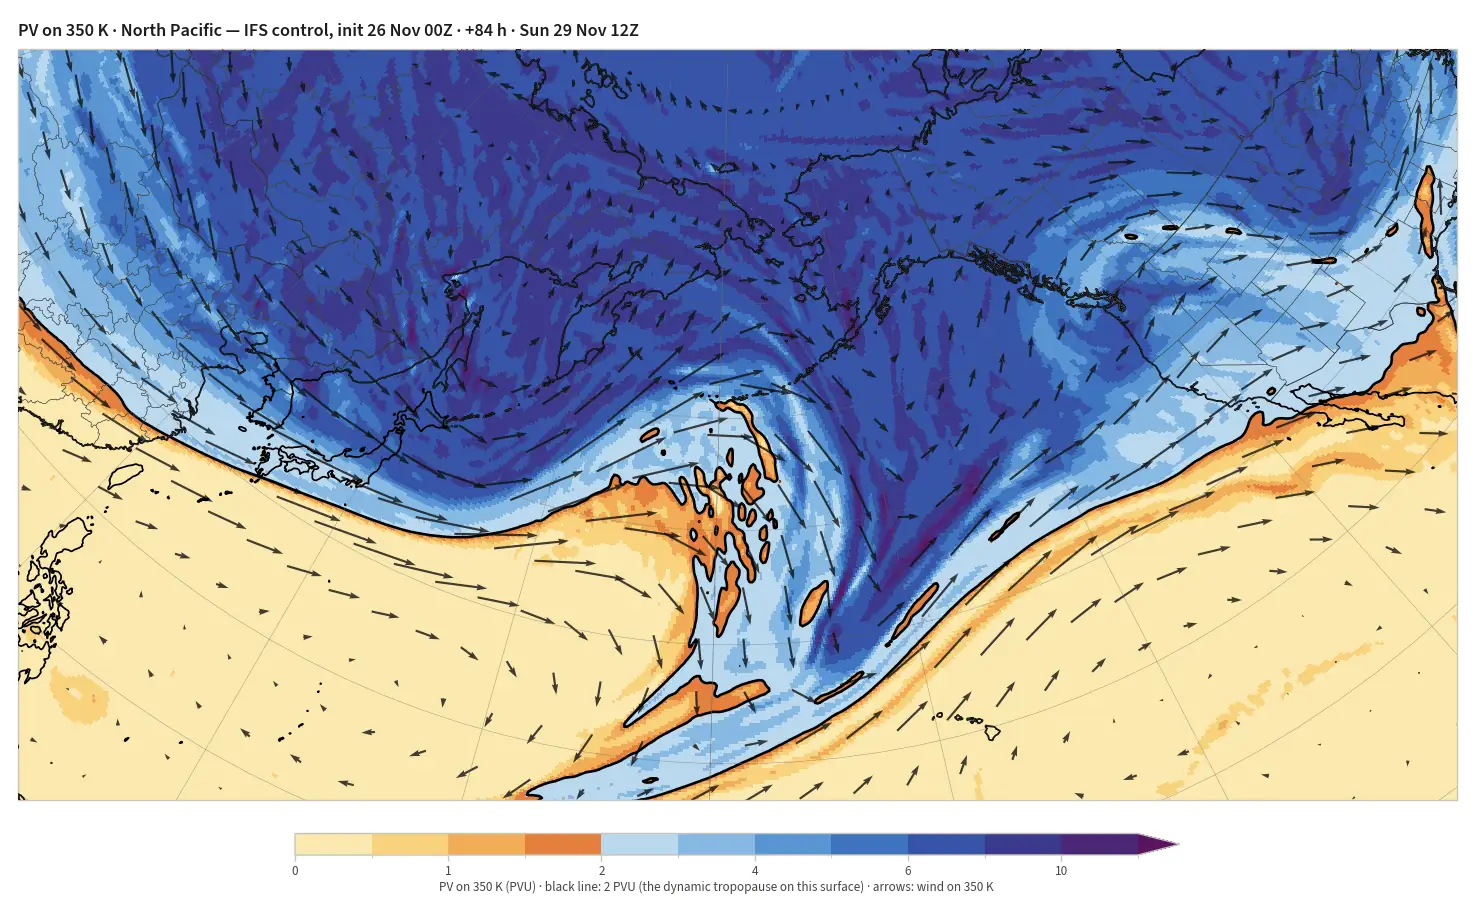 PV on 350 K · North Pacific — IFS control, init 26 Nov 00Z · +84 h · Sun 29 Nov 12Z
0 1 2 4 6 10
PV on 350 K (PVU) · black line: 2 PVU (the dynamic tropopause on this surface) · arrows: wind on 350 K